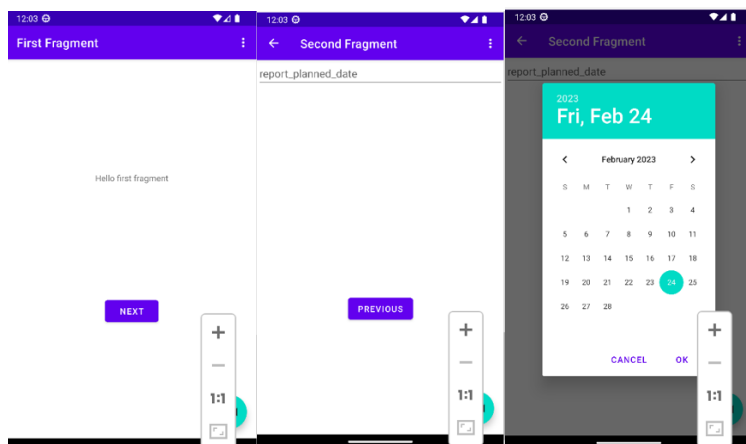 12:03
First Fragment
Hello first fragment
NEXT
1:1
12:03
Second Fragment
report_planned_date
PREVIOUS
1:1
12:03
Second Fragment
report_planned_date
2023
Fri, Feb 24
February 2023
S M T W T F S
1 2 3 4
5 6 7 8 9 10 11
12 13 14 15 16 17 18
19 20 21 22 23 24 25
26 27 28
CANCEL OK
1:1